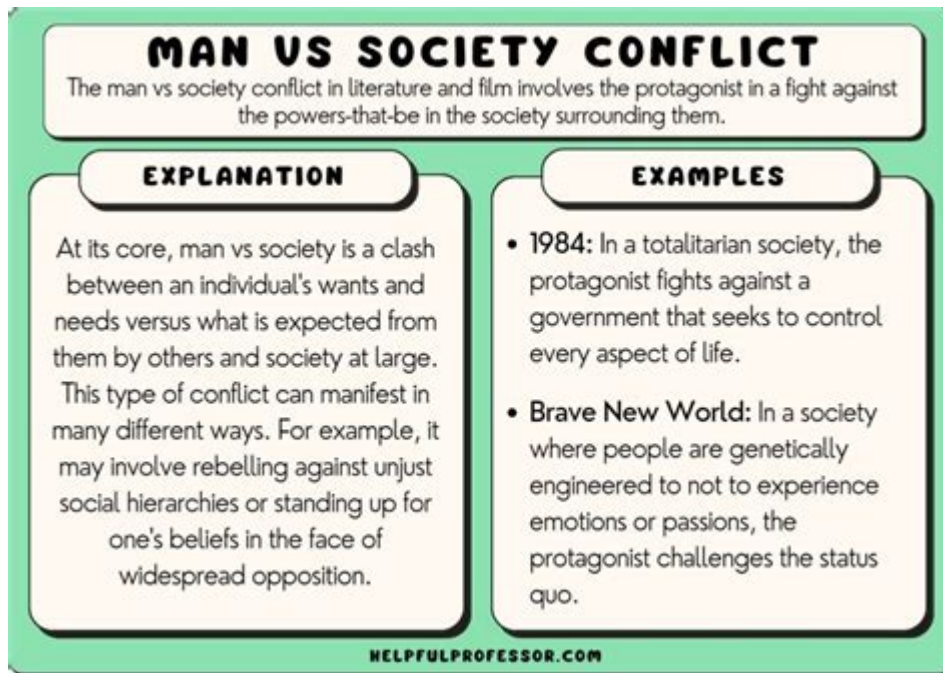 MAN VS SOCIETY CONFLICT
The man vs society conflict in literature and film involves the protagonist in a fight against
the powers-that-be in the society surrounding them.
EXPLANATION
At its core, man vs society is a clash
between an individual's wants and
needs versus what is expected from
them by others and society at large.
This type of conflict can manifest in
many different ways. For example, it
may involve rebelling against unjust
social hierarchies or standing up for
one's beliefs in the face of
widespread opposition.
EXAMPLES
• 1984: In a totalitarian society, the
protagonist fights against a
government that seeks to control
every aspect of life.
• Brave New World: In a society
where people are genetically
engineered to not to experience
emotions or passions, the
protagonist challenges the status
quo.
HELPFULPROFESSOR.COM